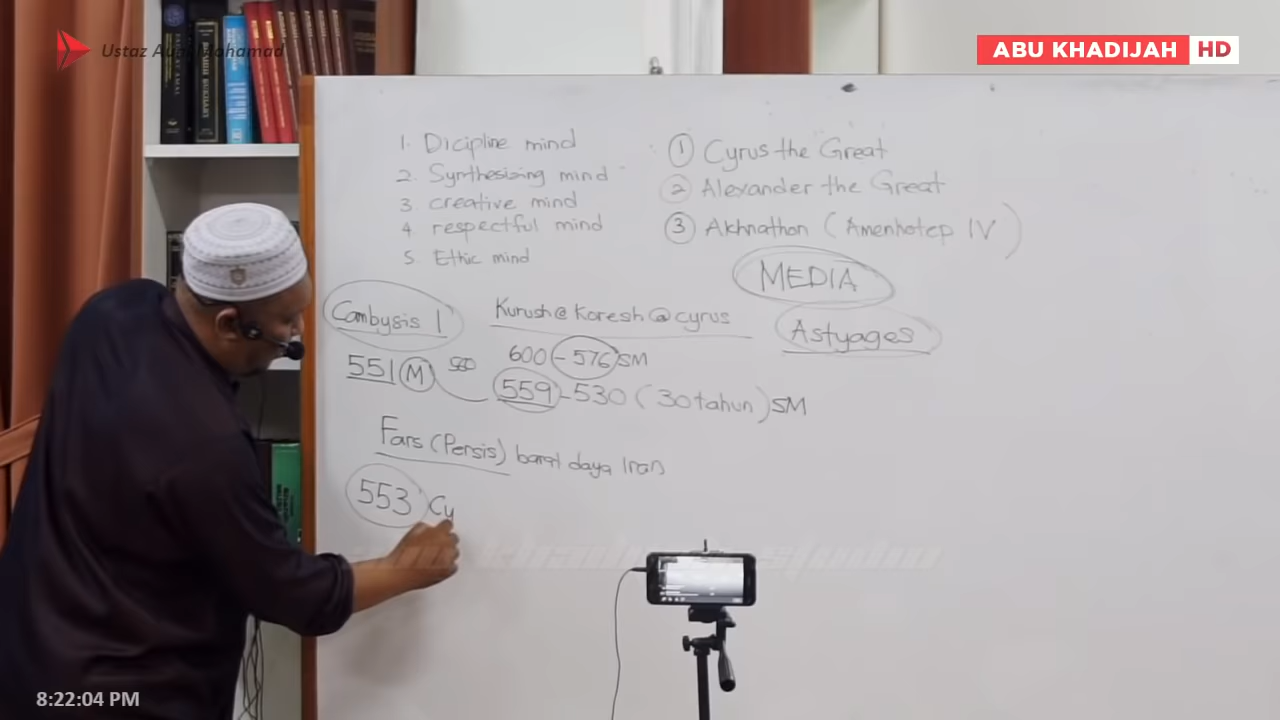 Ustaz Auni Mohamad
ABU KHADIJAH HD
1. Dicipline mind
2. Synthesizing mind
3. creative mind
4. respectful mind
5. Ethic mind
1 Cyrus the Great
2 Alexander the Great
3 Akhnathon (Amenhotep IV)
MEDIA
Astyages
Cambysis 1
Kurush@Koresh@cyrus
600 - 576 SM
551 M
559 - 530 (30 tahun) SM
Fars (Persis) barat daya Iran
553 Cy
8:22:04 PM